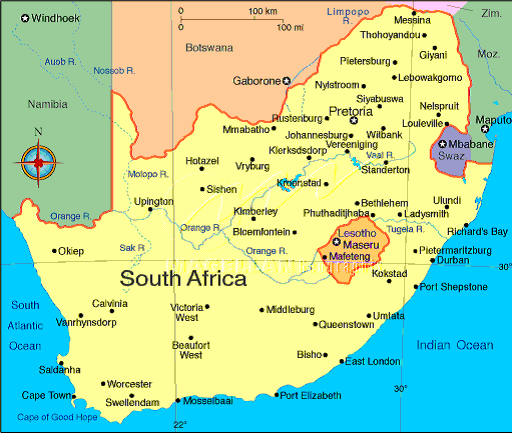 0 100 km
0 100 mi
Limpopo
R.
Messina
Zim.
Windhoek
Thohoyandou
Auob R.
Botswana
Giyani
Moz.
Nossob R.
Pietersburg
Lebowakgomo
Gaborone
Nylstroom
Siyabuswa
Namibia
Pretoria
Nelspruit
Rustenburg
Louieville
Maputo
N
Mmabatho
Johannesburg
Wilbank
Mbabane
Vereeniging
Swaz.
Klerksdsdorp
Vaal R.
Hotazel
Vryburg
Standerton
Molopo R.
Kroonstad
Sishen
Upington
Bethlehem
Ulundi
Kimberley
Phuthaditjhaba
Ladysmith
Orange R.
Orange R.
Tugela R.
Richard's Bay
Bloemfontein
Lesotho
Maseru
Okiep
Sak R.
Orange R.
Mafeteng
Pietermaritzburg
Durban
30°
South Africa
Kokstad
Port Shepstone
South
Atlantic
Ocean
Calvinia
Victoria
West
Middleburg
Umtata
Vanrhynsdorp
Queenstown
Beaufort
West
Indian Ocean
Bisho
East London
Saldanha
Worcester
Cape Town
Swellendam
Mosselbaai
Port Elizabeth
30°
Cape of Good Hope
22°